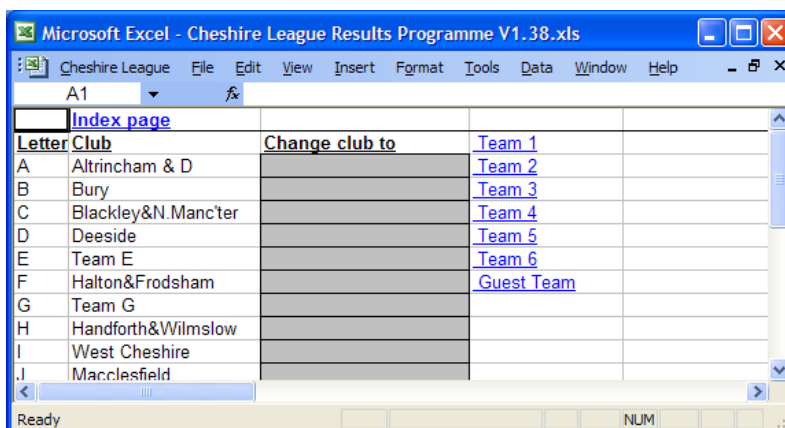 Microsoft Excel - Cheshire League Results Programme V1.38.xls
Cheshire League File Edit View Insert Format Tools Data Window Help
A1 fx
Index page
Letter Club Change club to Team 1
A Altrincham & D Team 2
B Bury Team 3
C Blackley&N.Manc'ter Team 4
D Deeside Team 5
E Team E Team 6
F Halton&Frodsham Guest Team
G Team G
H Handforth&Wilmslow
I West Cheshire
J Macclesfield
Ready NUM